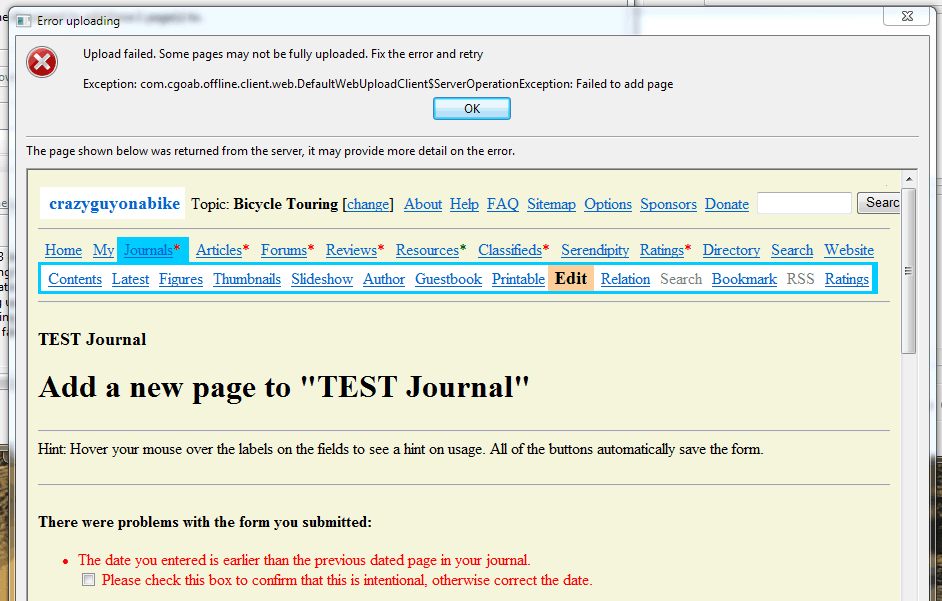 Error uploading
Upload failed. Some pages may not be fully uploaded. Fix the error and retry
Exception: com.cgoab.offline.client.web.DefaultWebUploadClient$ServerOperationException: Failed to add page
OK
The page shown below was returned from the server, it may provide more detail on the error.
crazyguyonabike Topic: Bicycle Touring [change] About Help FAQ Sitemap Options Sponsors Donate Searc
Home My Journals* Articles* Forums* Reviews* Resources* Classifieds* Serendipity Ratings* Directory Search Website
Contents Latest Figures Thumbnails Slideshow Author Guestbook Printable Edit Relation Search Bookmark RSS Ratings
TEST Journal
Add a new page to "TEST Journal"
Hint: Hover your mouse over the labels on the fields to see a hint on usage. All of the buttons automatically save the form.
There were problems with the form you submitted:
• The date you entered is earlier than the previous dated page in your journal.
Please check this box to confirm that this is intentional, otherwise correct the date.